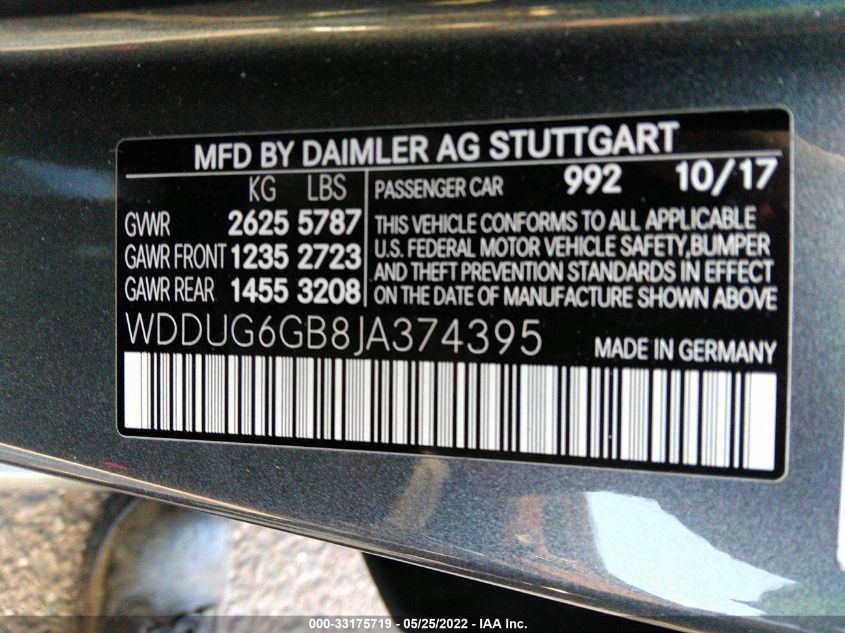 MFD BY DAIMLER AG STUTTGART
KG LBS
GVWR 2625 5787
GAWR FRONT 1235 2723
GAWR REAR 1455 3208
PASSENGER CAR 992 10/17
THIS VEHICLE CONFORMS TO ALL APPLICABLE
U.S. FEDERAL MOTOR VEHICLE SAFETY,BUMPER
AND THEFT PREVENTION STANDARDS IN EFFECT
ON THE DATE OF MANUFACTURE SHOWN ABOVE
WDDUG6GB8JA374395
MADE IN GERMANY
000-33175719 - 05/25/2022 - IAA Inc.